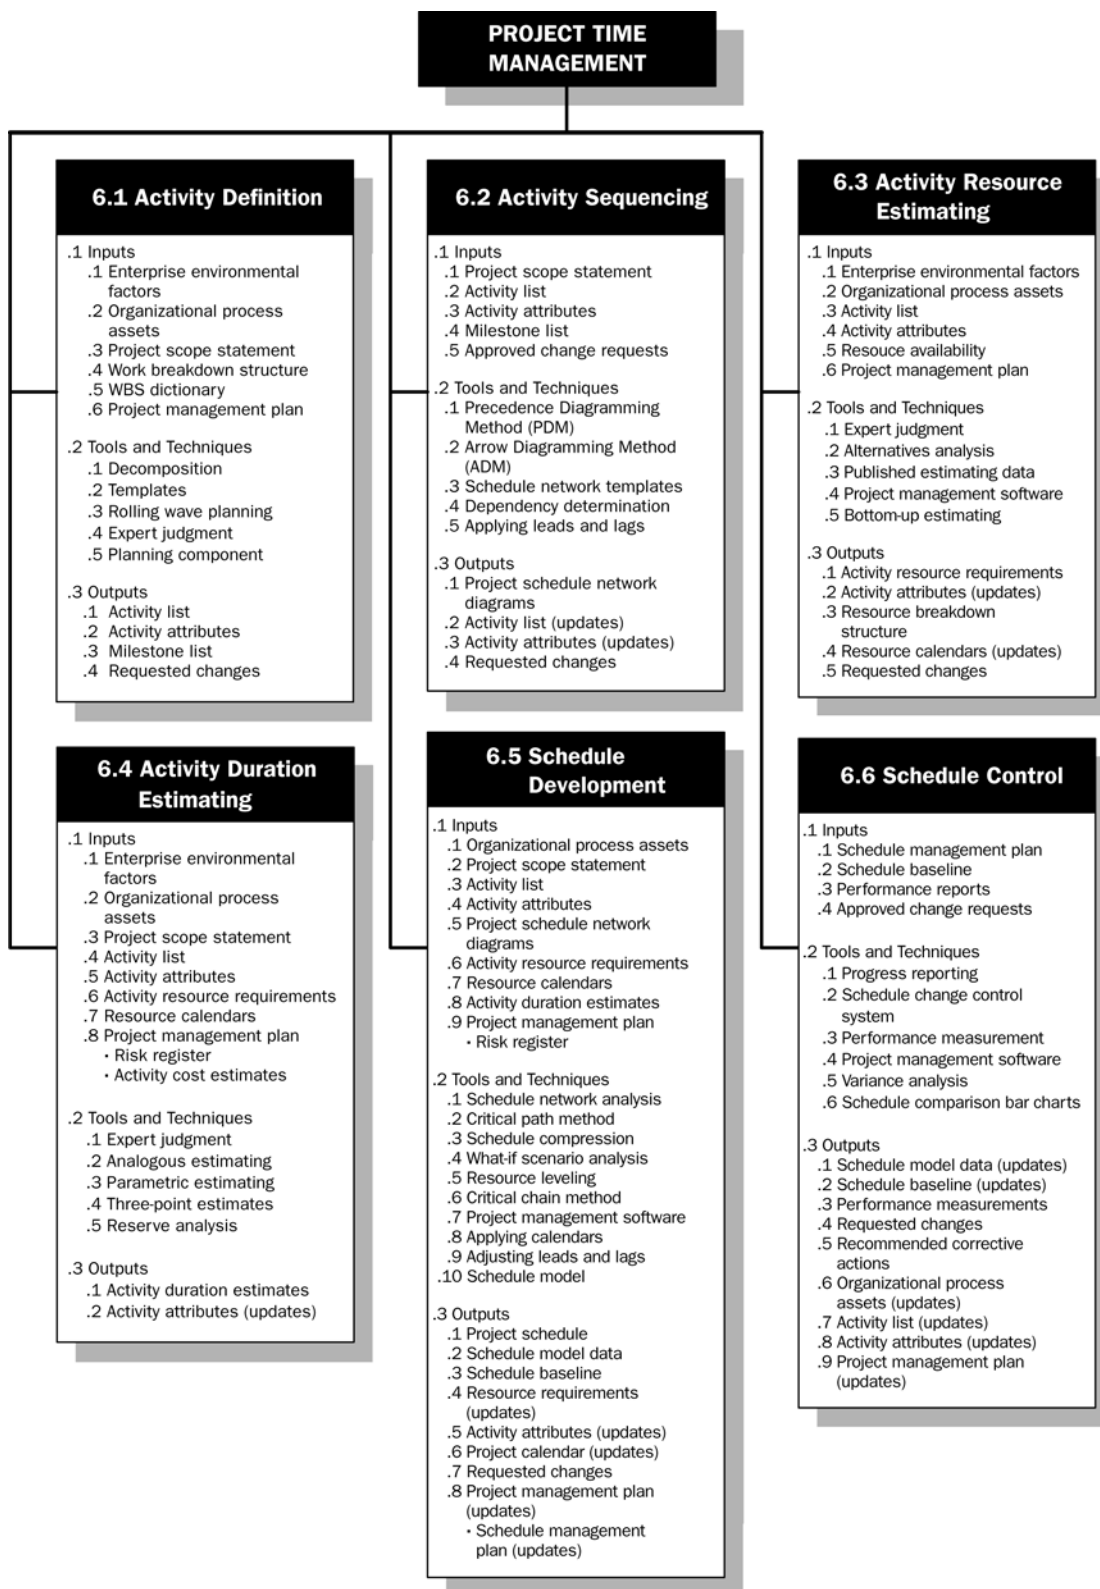 PROJECT TIME
MANAGEMENT
6.1 Activity Definition
.1 Inputs
.1 Enterprise environmental
factors
.2 Organizational process
assets
.3 Project scope statement
.4 Work breakdown structure
.5 WBS dictionary
.6 Project management plan
.2 Tools and Techniques
.1 Decomposition
.2 Templates
.3 Rolling wave planning
.4 Expert judgment
.5 Planning component
.3 Outputs
.1 Activity list
.2 Activity attributes
.3 Milestone list
.4 Requested changes
6.2 Activity Sequencing
.1 Inputs
.1 Project scope statement
.2 Activity list
.3 Activity attributes
.4 Milestone list
.5 Approved change requests
.2 Tools and Techniques
.1 Precedence Diagramming
Method (PDM)
.2 Arrow Diagramming Method
(ADM)
.3 Schedule network templates
.4 Dependency determination
.5 Applying leads and lags
.3 Outputs
.1 Project schedule network
diagrams
.2 Activity list (updates)
.3 Activity attributes (updates)
.4 Requested changes
6.3 Activity Resource
Estimating
.1 Inputs
.1 Enterprise environmental factors
.2 Organizational process assets
.3 Activity list
.4 Activity attributes
.5 Resouce availability
.6 Project management plan
.2 Tools and Techniques
.1 Expert judgment
.2 Alternatives analysis
.3 Published estimating data
.4 Project management software
.5 Bottom-up estimating
.3 Outputs
.1 Activity resource requirements
.2 Activity attributes (updates)
.3 Resource breakdown
structure
.4 Resource calendars (updates)
.5 Requested changes
6.4 Activity Duration
Estimating
.1 Inputs
.1 Enterprise environmental
factors
.2 Organizational process
assets
.3 Project scope statement
.4 Activity list
.5 Activity attributes
.6 Activity resource requirements
.7 Resource calendars
.8 Project management plan
• Risk register
• Activity cost estimates
.2 Tools and Techniques
.1 Expert judgment
.2 Analogous estimating
.3 Parametric estimating
.4 Three-point estimates
.5 Reserve analysis
.3 Outputs
.1 Activity duration estimates
.2 Activity attributes (updates)
6.5 Schedule
Development
.1 Inputs
.1 Organizational process assets
.2 Project scope statement
.3 Activity list
.4 Activity attributes
.5 Project schedule network
diagrams
.6 Activity resource requirements
.7 Resource calendars
.8 Activity duration estimates
.9 Project management plan
• Risk register
.2 Tools and Techniques
.1 Schedule network analysis
.2 Critical path method
.3 Schedule compression
.4 What-if scenario analysis
.5 Resource leveling
.6 Critical chain method
.7 Project management software
.8 Applying calendars
.9 Adjusting leads and lags
.10 Schedule model
.3 Outputs
.1 Project schedule
.2 Schedule model data
.3 Schedule baseline
.4 Resource requirements
(updates)
.5 Activity attributes (updates)
.6 Project calendar (updates)
.7 Requested changes
.8 Project management plan
(updates)
• Schedule management
plan (updates)
6.6 Schedule Control
.1 Inputs
.1 Schedule management plan
.2 Schedule baseline
.3 Performance reports
.4 Approved change requests
.2 Tools and Techniques
.1 Progress reporting
.2 Schedule change control
system
.3 Performance measurement
.4 Project management software
.5 Variance analysis
.6 Schedule comparison bar charts
.3 Outputs
.1 Schedule model data (updates)
.2 Schedule baseline (updates)
.3 Performance measurements
.4 Requested changes
.5 Recommended corrective
actions
.6 Organizational process
assets (updates)
.7 Activity list (updates)
.8 Activity attributes (updates)
.9 Project management plan
(updates)